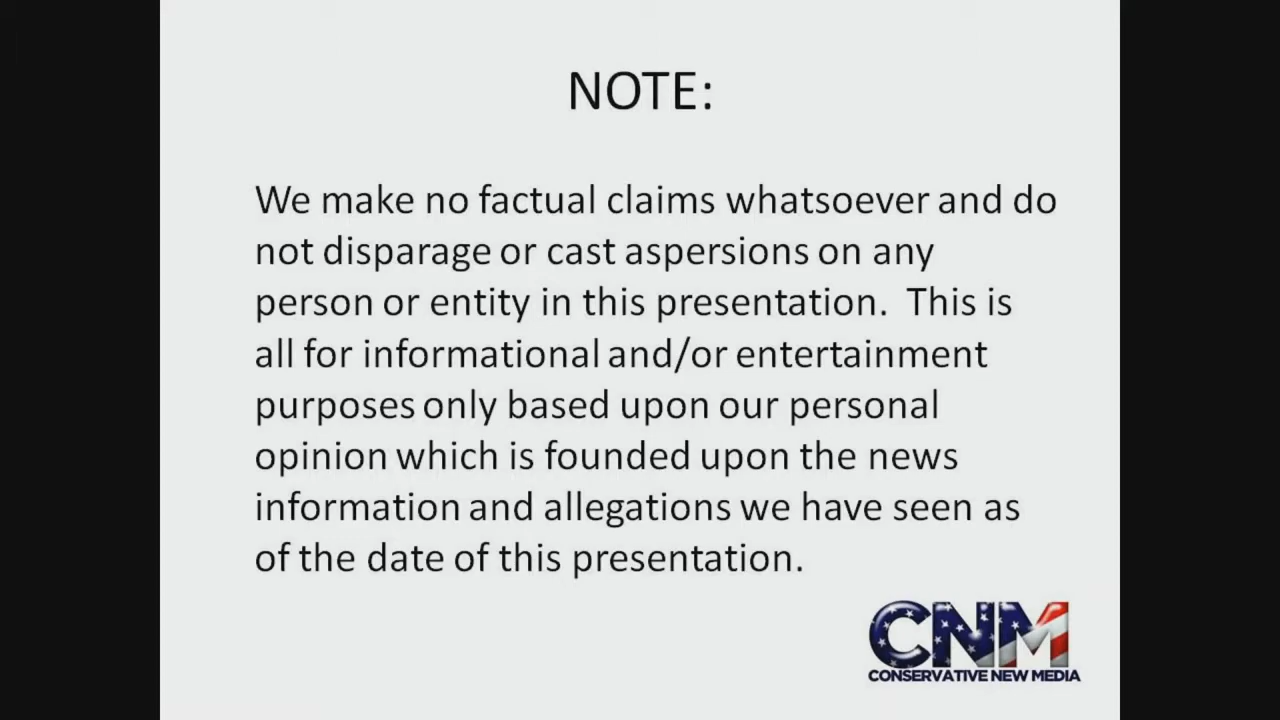 NOTE:
We make no factual claims whatsoever and do
not disparage or cast aspersions on any
person or entity in this presentation.  This is
all for informational and/or entertainment
purposes only based upon our personal
opinion which is founded upon the news
information and allegations we have seen as
of the date of this presentation.
CNM
CONSERVATIVE NEW MEDIA